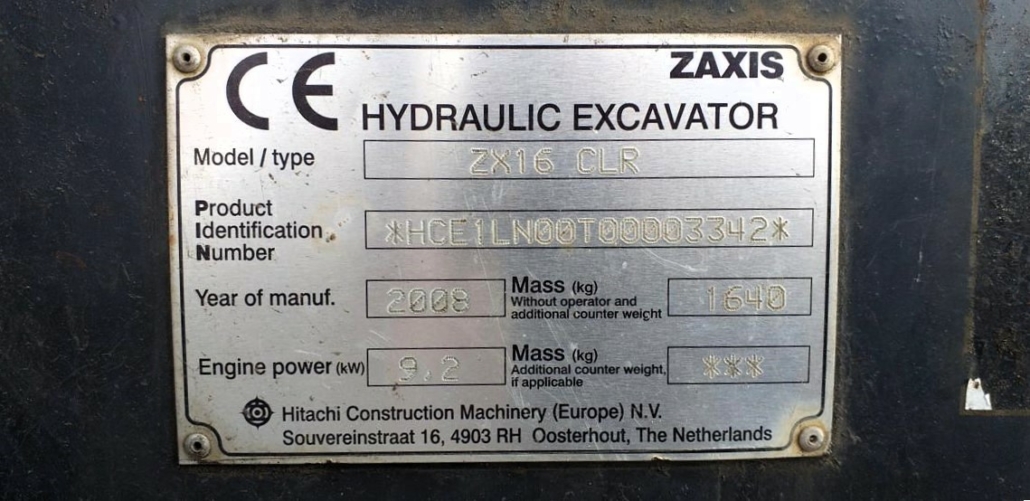 CE
ZAXIS
HYDRAULIC EXCAVATOR
Model / type ZX16 CLR
Product
Identification
Number
*HCE1LN00T00003342*
Year of manuf. 2008
Mass (kg)
Without operator and
additional counter weight
1640
Engine power (kW) 9.2
Mass (kg)
Additional counter weight,
if applicable
***
Hitachi Construction Machinery (Europe) N.V.
Souvereinstraat 16, 4903 RH Oosterhout, The Netherlands